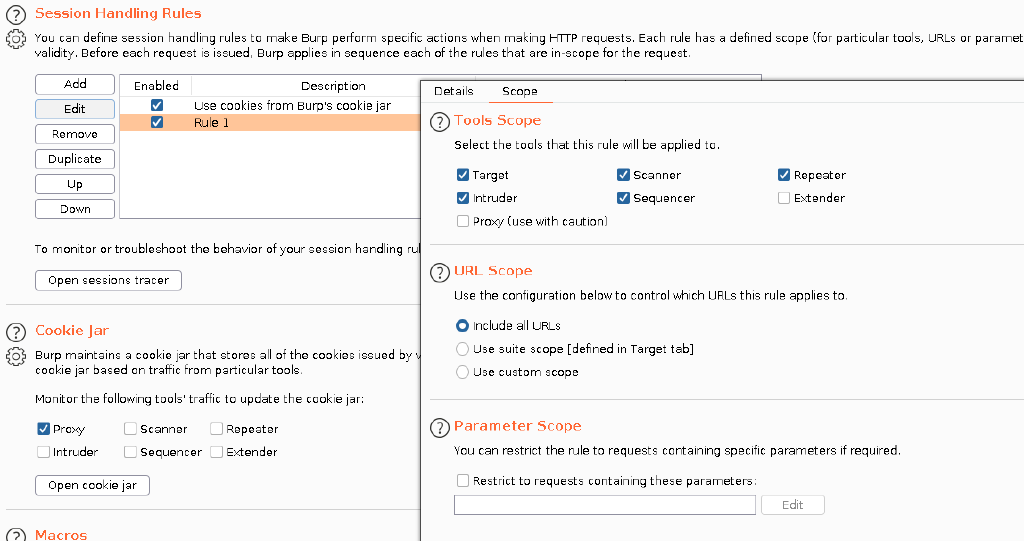 Session Handling Rules
You can define session handling rules to make Burp perform specific actions when making HTTP requests. Each rule has a defined scope (for particular tools, URLs or paramet
validity. Before each request is issued, Burp applies in sequence each of the rules that are in-scope for the request.
Add
Edit
Remove
Duplicate
Up
Down
Enabled Description
Use cookies from Burp's cookie jar
Rule 1
To monitor or troubleshoot the behavior of your session handling rul
Open sessions tracer
Cookie Jar
Burp maintains a cookie jar that stores all of the cookies issued by v
cookie jar based on traffic from particular tools.
Monitor the following tools' traffic to update the cookie jar:
Proxy Scanner Repeater
Intruder Sequencer Extender
Open cookie jar
Macros
Details Scope
Tools Scope
Select the tools that this rule will be applied to.
Target Scanner Repeater
Intruder Sequencer Extender
Proxy (use with caution)
URL Scope
Use the configuration below to control which URLs this rule applies to.
Include all URLs
Use suite scope [defined in Target tab]
Use custom scope
Parameter Scope
You can restrict the rule to requests containing specific parameters if required.
Restrict to requests containing these parameters:
Edit